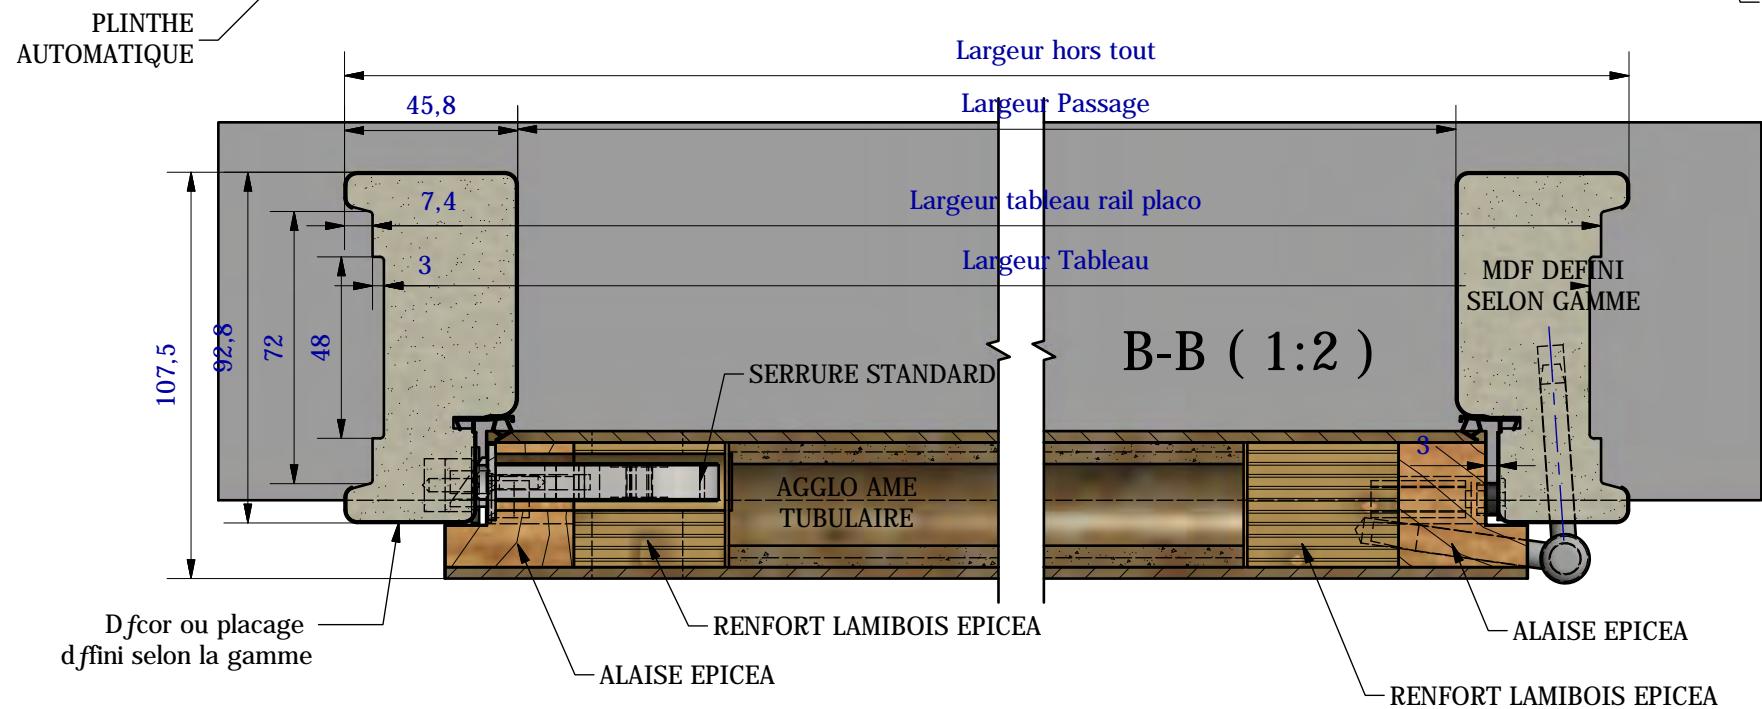 PLINTHE
AUTOMATIQUE
Largeur hors tout
45,8
Largeur Passage
7,4
Largeur tableau rail placo
3
Largeur Tableau
MDF DEFINI
SELON GAMME
107,5
92,8
72
48
B-B ( 1:2 )
SERRURE STANDARD
3
AGGLO AME
TUBULAIRE
Dƒcor ou placage
dƒfini selon la gamme
RENFORT LAMIBOIS EPICEA
ALAISE EPICEA
ALAISE EPICEA
RENFORT LAMIBOIS EPICEA